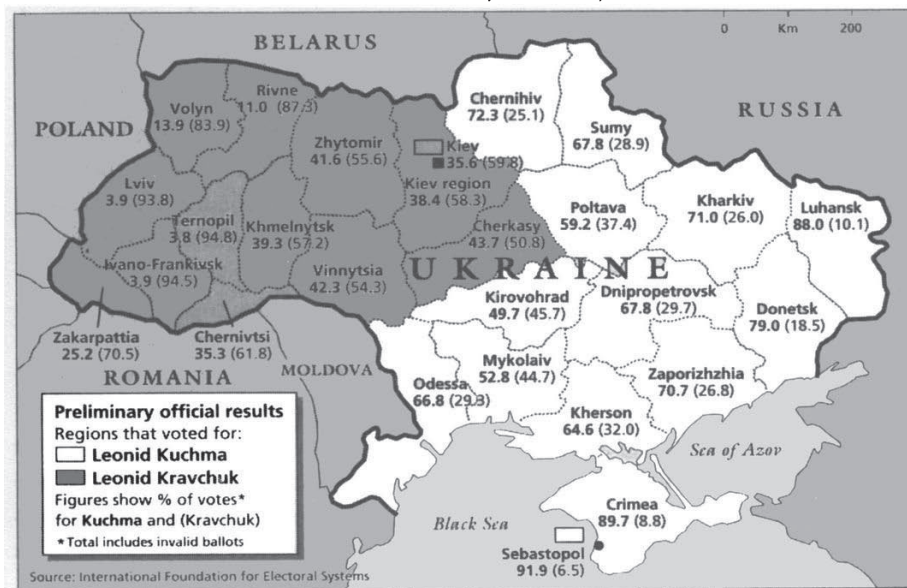 0 Km 200
BELARUS
RUSSIA
POLAND
Volyn
13.9 (83.9)
Rivne
11.0 (87.3)
Zhytomir
41.6 (55.6)
Kiev
35.6 (59.8)
Kiev region
38.4 (58.3)
Chernihiv
72.3 (25.1)
Sumy
67.8 (28.9)
Lviv
3.9 (93.8)
Ternopil
3.8 (94.8)
Khmelnytsk
39.3 (57.2)
Cherkasy
43.7 (50.8)
Poltava
59.2 (37.4)
Kharkiv
71.0 (26.0)
Luhansk
88.0 (10.1)
Ivano-Frankivsk
3.9 (94.5)
Vinnytsia
42.3 (54.3)
UKRAINE
Kirovohrad
49.7 (45.7)
Dnipropetrovsk
67.8 (29.7)
Donetsk
79.0 (18.5)
Zakarpattia
25.2 (70.5)
Chernivtsi
35.3 (61.8)
ROMANIA
MOLDOVA
Odessa
66.8 (29.3)
Mykolaiv
52.8 (44.7)
Zaporizhzhia
70.7 (26.8)
Kherson
64.6 (32.0)
Sea of Azov
Black Sea
Crimea
89.7 (8.8)
Sebastopol
91.9 (6.5)
Preliminary official results
Regions that voted for:
Leonid Kuchma
Leonid Kravchuk
Figures show % of votes*
for Kuchma and (Kravchuk)
* Total includes invalid ballots
Source: International Foundation for Electoral Systems